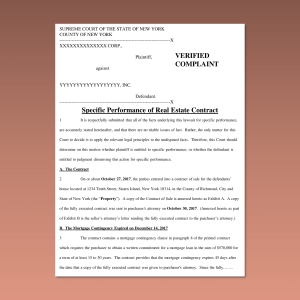 SUPREME COURT OF THE STATE OF NEW YORK
COUNTY OF NEW YORK
-----------------------------------------------------------X
XXXXXXXXXXXXXX CORP.,
Plaintiff,
VERIFIED
COMPLAINT
against
YYYYYYYYYYYYYYYYYY, INC
Defendant.
-----------------------------------------------------------X
Specific Performance of Real Estate Contract
1 It is respectfully submitted that all of the facts underlying this lawsuit for specific performance,
are accurately stated hereinafter, and that there are no stable issues of fact. Rather, the only matter for this
Court to decide is to apply the relevant legal principles to the undisputed facts. Therefore, this Court should
determine on this motion whether plaintiff is entitled to specific performance, or whether the defendant is
entitled to judgment dismissing this action for specific performance.
A. The Contract
2 On or about October 27, 2017, the parties entered into a contract of sale for the defendants'
house located at 1234 Tenth Street, Staten Island, New York 10314, in the County of Richmond, City and
State of New York (the "Property"). A copy of the Contract of Sale is annexed hereto as Exhibit A. A copy
of the fully executed contract was sent to purchaser's attorney on October 30, 2017. (Annexed hereto as part
of Exhibit B is the seller's attorney's letter sending the fully executed contract to the purchaser's attorney.)
B. The Mortgage Contingency Expired on December 14, 2017
3 The contract contains a mortgage contingency clause in paragraph 8 of the printed contract
which requires the purchaser to obtain a written commitment for a mortgage loan in the sum of $570,000 for
a term of at least 15 to 30 years. The contract provides that the mortgage contingency expires 45 days after
the date that a copy of the fully executed contract was given to purchaser's attorney. Since the fully.........